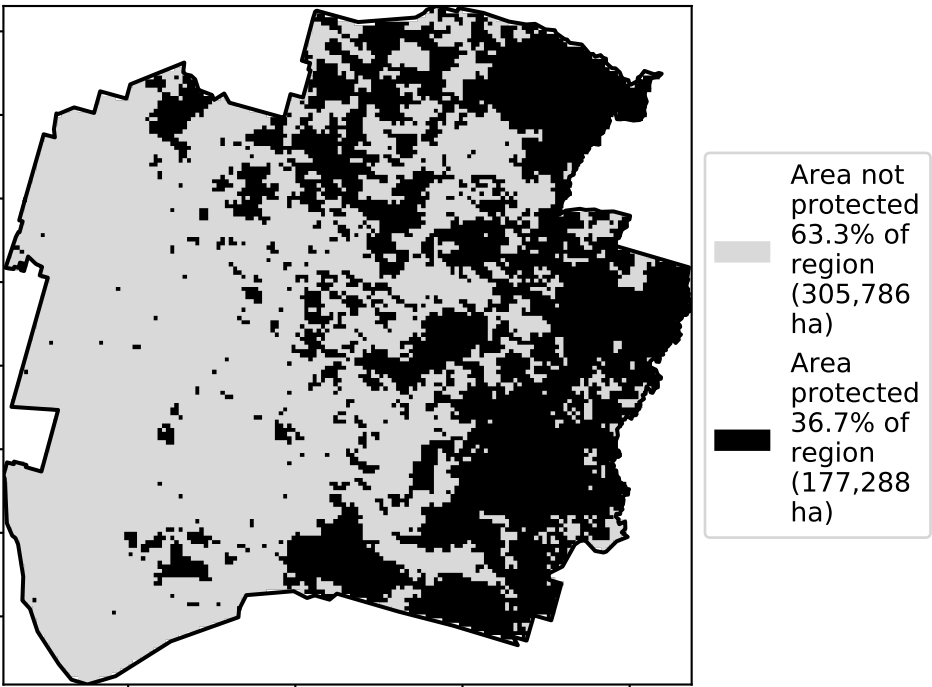 Area not
protected
63.3% of
region
(305,786
ha)
Area
protected
36.7% of
region
(177,288
ha)